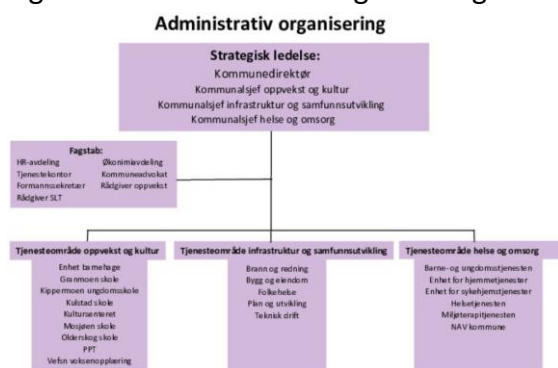 Administrativ organisering
Strategisk ledelse:
Kommunedirektør
Kommunalsjef oppvekst og kultur
Kommunalsjef infrastruktur og samfunnsutvikling
Kommunalsjef helse og omsorg
Fagstab:
HR-avdeling
Tjenestekontor
Formannssekretær
Rådgiver SLT
Økonimiavdeling
Kommuneadvokat
Rådgiver oppvekst
Tjenesteområde oppvekst og kultur
Enhet barnehage
Granmoen skole
Kippermoen ungdomsskole
Kulstad skole
Kultursenteret
Mosjøen skole
Olderskog skole
PPT
Vefsn voksenopplæring
Tjenesteområde infrastruktur og samfunnsutvikling
Brann og redning
Bygg og eiendom
Folkehelse
Plan og utvikling
Teknisk drift
Tjenesteområde helse og omsorg
Barne- og ungdomstjenesten
Enhet for hjemmetjenester
Enhet for sykehjemstjenester
Helsetjenesten
Miljøterapitjenesten
NAV kommune